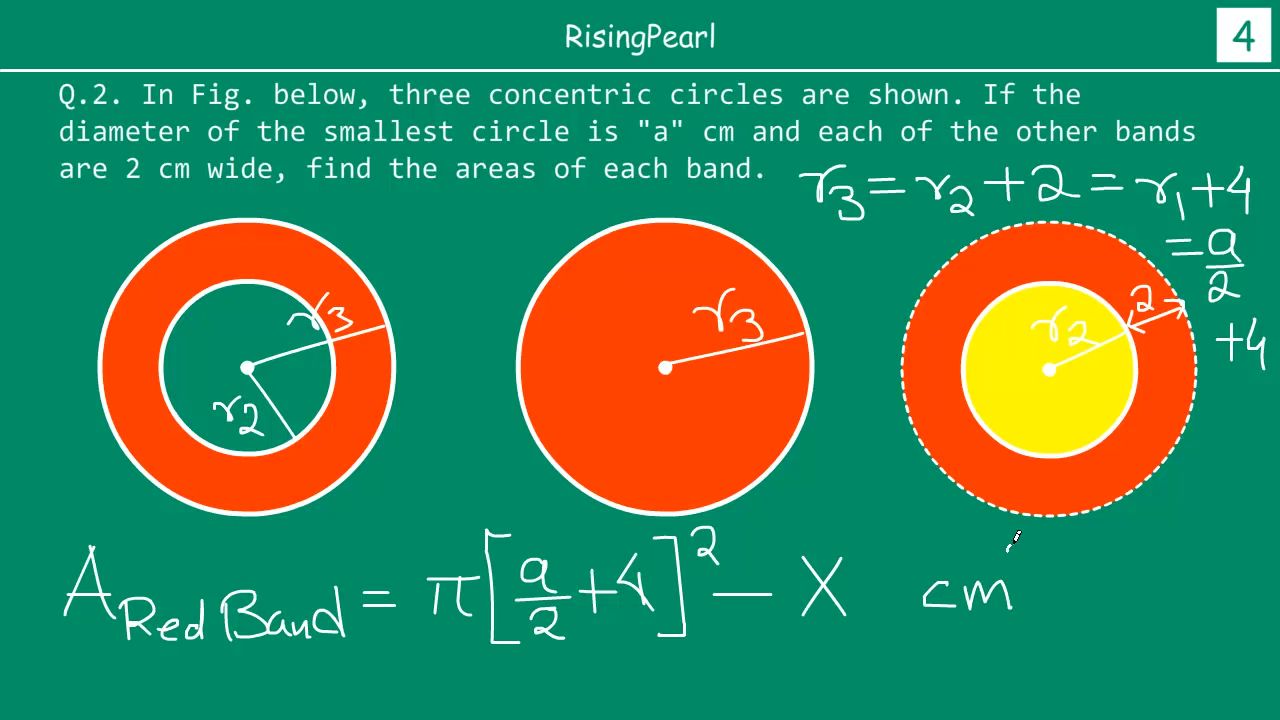 RisingPearl
4
Q.2. In Fig. below, three concentric circles are shown. If the
diameter of the smallest circle is "a" cm and each of the other bands
are 2 cm wide, find the areas of each band.
r₃ = r₂ + 2 = r₁ + 4
= a/2
+ 4
r₃
r₂
r₃
r₂
2
A Red Band = π[a/2 + 4]² — X cm